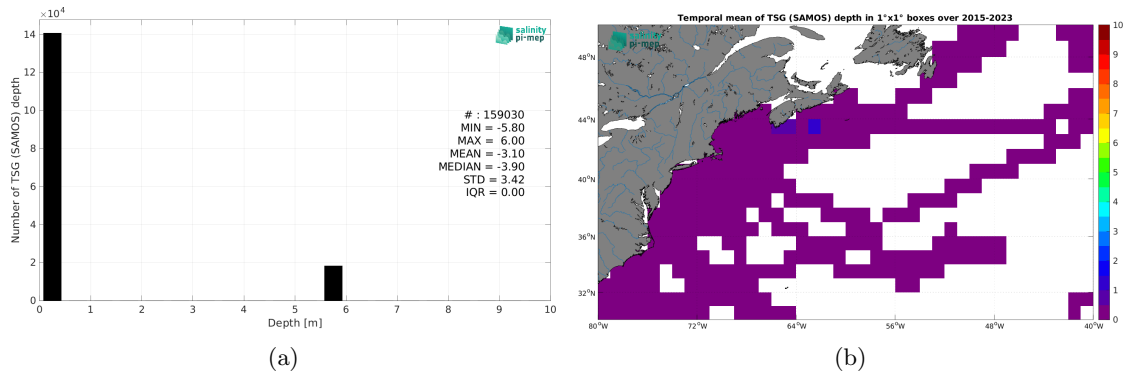 ×10⁴
14
12
10
8
6
4
2
0
0 1 2 3 4 5 6 7 8 9 10
Number of TSG (SAMOS) depth
Depth [m]
salinity
pi-mep
# : 159030
MIN = -5.80
MAX = 6.00
MEAN = -3.10
MEDIAN = -3.90
STD = 3.42
IQR = 0.00
(a)
Temporal mean of TSG (SAMOS) depth in 1°x1° boxes over 2015-2023
salinity
pi-mep
48°N
44°N
40°N
36°N
32°N
80°W 72°W 64°W 56°W 48°W 40°W
10
9
8
7
6
5
4
3
2
1
0
(b)